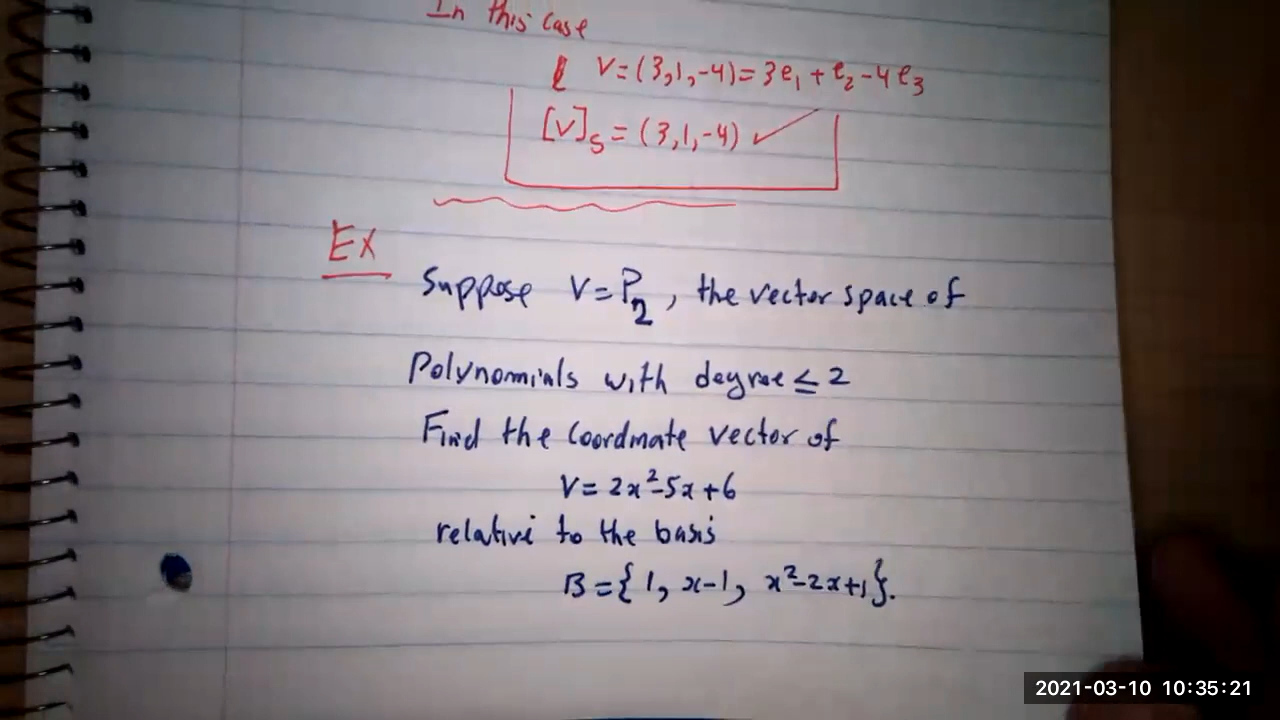 In this case
V=(3,1,-4)=3e₁+e₂-4e₃
[V]ₛ=(3,1,-4) ✓
Ex
Suppose V=P₂, the vector space of
Polynomials with degree ≤ 2
Find the Coordinate vector of
V=2x²-5x+6
relative to the basis
B={1, x-1, x²-2x+1}.
2021-03-10 10:35:21